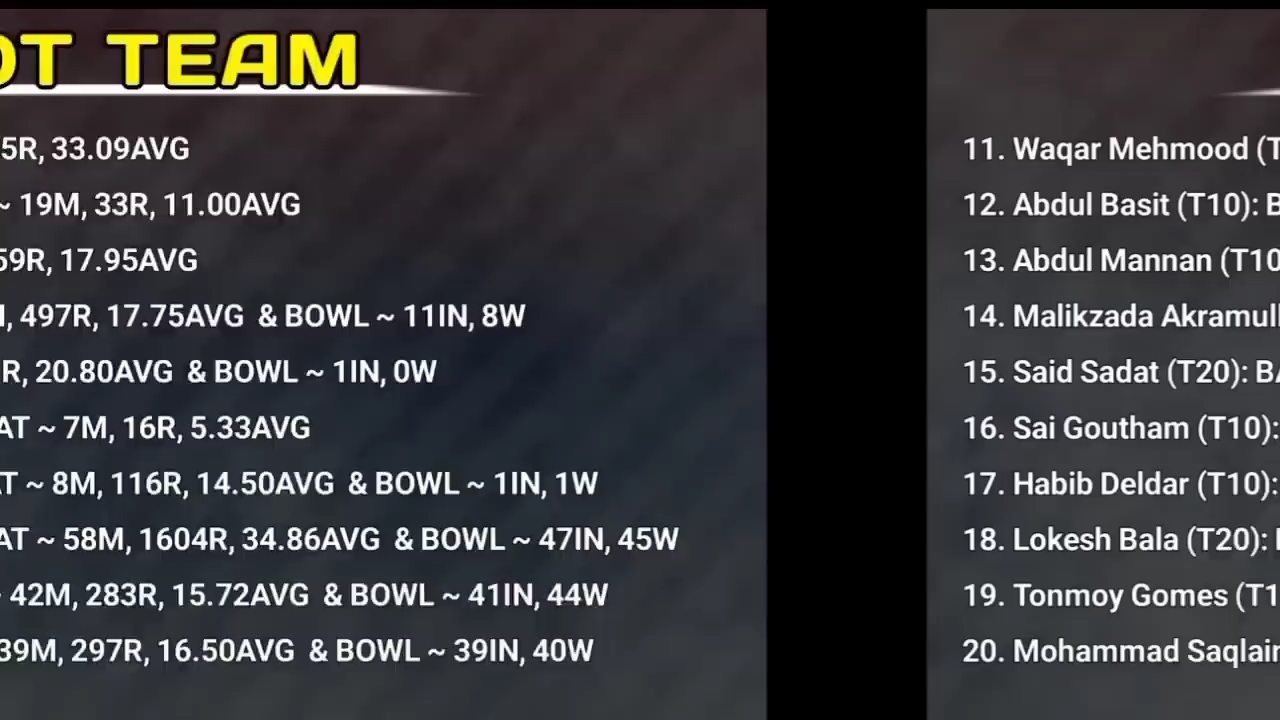 OT TEAM
5R, 33.09AVG
~ 19M, 33R, 11.00AVG
59R, 17.95AVG
, 497R, 17.75AVG & BOWL ~ 11IN, 8W
R, 20.80AVG & BOWL ~ 1IN, 0W
AT ~ 7M, 16R, 5.33AVG
T ~ 8M, 116R, 14.50AVG & BOWL ~ 1IN, 1W
AT ~ 58M, 1604R, 34.86AVG & BOWL ~ 47IN, 45W
42M, 283R, 15.72AVG & BOWL ~ 41IN, 44W
39M, 297R, 16.50AVG & BOWL ~ 39IN, 40W
11. Waqar Mehmood (T
12. Abdul Basit (T10): B
13. Abdul Mannan (T10
14. Malikzada Akramull
15. Said Sadat (T20): BA
16. Sai Goutham (T10):
17. Habib Deldar (T10):
18. Lokesh Bala (T20):
19. Tonmoy Gomes (T1
20. Mohammad Saqlain